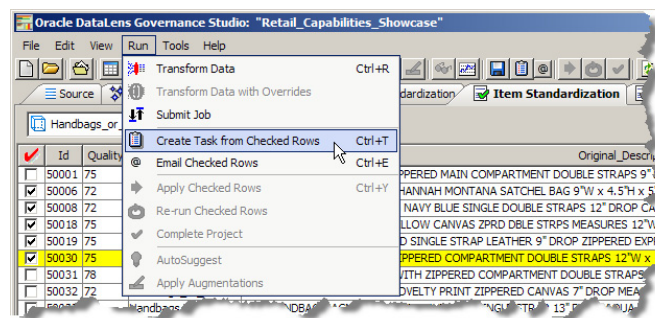 Oracle DataLens Governance Studio: "Retail_Capabilities_Showcase"
File Edit View Run Tools Help
Transform Data Ctrl+R
Transform Data with Overrides
Submit Job
Create Task from Checked Rows Ctrl+T
Email Checked Rows Ctrl+E
Apply Checked Rows Ctrl+Y
Re-run Checked Rows
Complete Project
AutoSuggest
Apply Augmentations
Source dardization Item Standardization
Handbags_or_
Id Quality Original_Descrip
50001 75 PPERED MAIN COMPARTMENT DOUBLE STRAPS 9"
50006 72 HANNAH MONTANA SATCHEL BAG 9"W x 4.5"H x 5
50008 72 NAVY BLUE SINGLE DOUBLE STRAPS 12" DROP CA
50015 75 LLOW CANVAS ZPRD DBLE STRPS MEASURES 12"W
50019 75 D SINGLE STRAP LEATHER 9" DROP ZIPPERED EXP
50030 75 PPERED COMPARTMENT DOUBLE STRAPS 12"W x
50031 78 ITH ZIPPERED COMPARTMENT DOUBLE STRAPS
50032 72 OVELTY PRINT ZIPPERED CANVAS 7" DROP MEA
Handbags